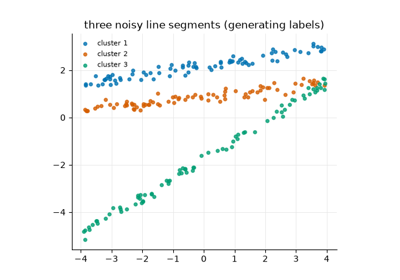 three noisy line segments (generating labels)
cluster 1
cluster 2
cluster 3
2
0
−2
−4
−4 −3 −2 −1 0 1 2 3 4